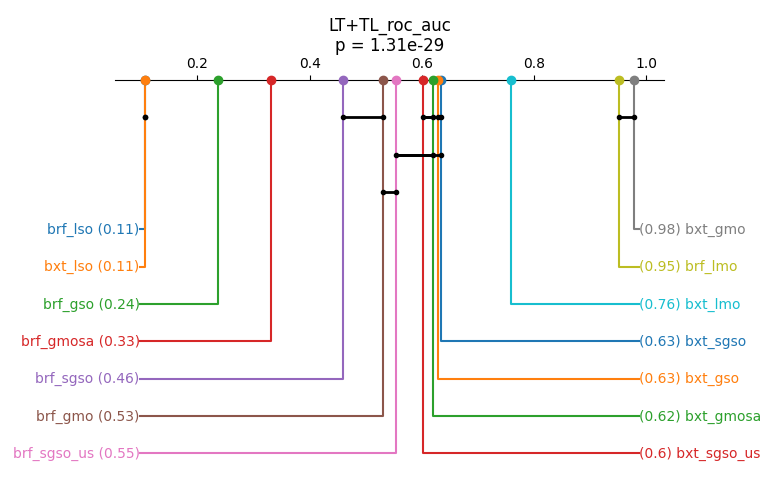 LT+TL_roc_auc
p = 1.31e-29
0.2 0.4 0.6 0.8 1.0
brf_lso (0.11) (0.98) bxt_gmo
bxt_lso (0.11) (0.95) brf_lmo
brf_gso (0.24) (0.76) bxt_lmo
brf_gmosa (0.33) (0.63) bxt_sgso
brf_sgso (0.46) (0.63) bxt_gso
brf_gmo (0.53) (0.62) bxt_gmosa
brf_sgso_us (0.55) (0.6) bxt_sgso_us